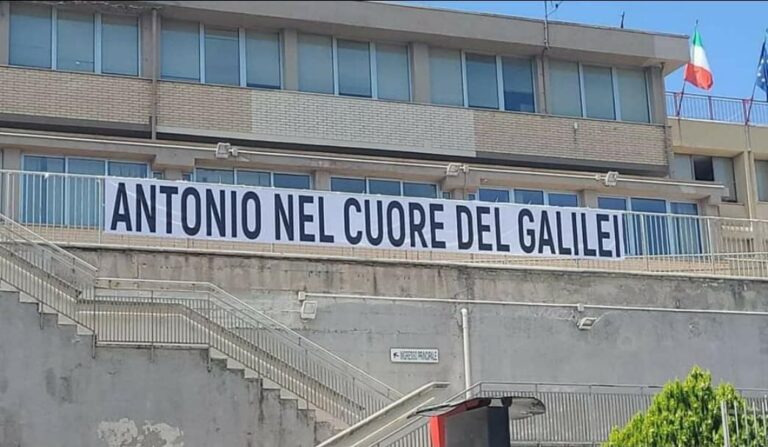 ANTONIO NEL CUORE DEL GALILEI
INGRESSO PRINCIPALE